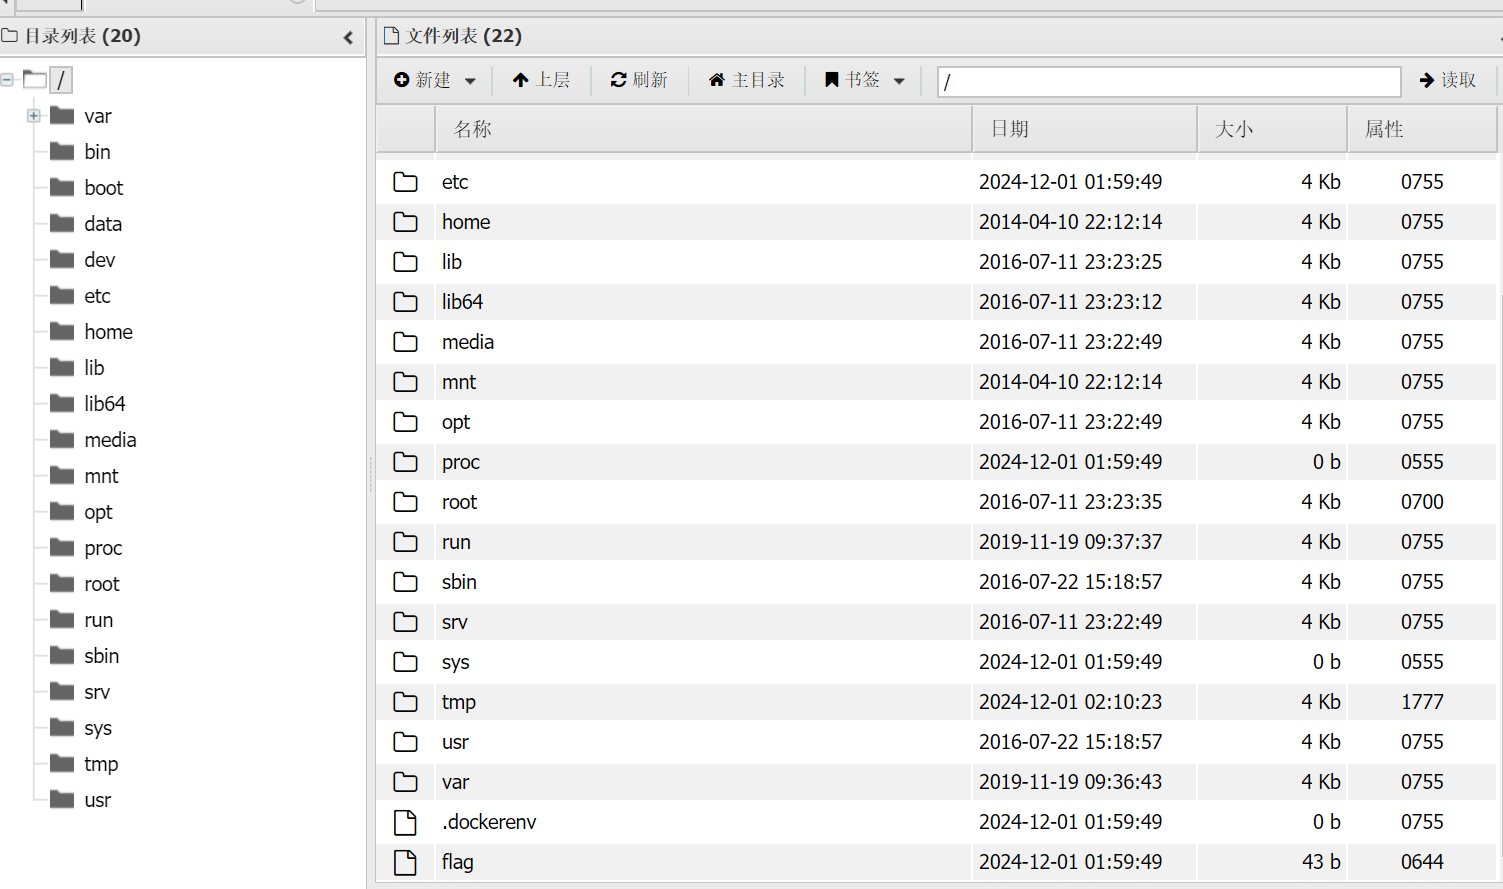 目录列表 (20)
/
var
bin
boot
data
dev
etc
home
lib
lib64
media
mnt
opt
proc
root
run
sbin
srv
sys
tmp
usr
文件列表 (22)
新建 上层 刷新 主目录 书签 / 读取
名称 日期 大小 属性
etc 2024-12-01 01:59:49 4 Kb 0755
home 2014-04-10 22:12:14 4 Kb 0755
lib 2016-07-11 23:23:25 4 Kb 0755
lib64 2016-07-11 23:23:12 4 Kb 0755
media 2016-07-11 23:22:49 4 Kb 0755
mnt 2014-04-10 22:12:14 4 Kb 0755
opt 2016-07-11 23:22:49 4 Kb 0755
proc 2024-12-01 01:59:49 0 b 0555
root 2016-07-11 23:23:35 4 Kb 0700
run 2019-11-19 09:37:37 4 Kb 0755
sbin 2016-07-22 15:18:57 4 Kb 0755
srv 2016-07-11 23:22:49 4 Kb 0755
sys 2024-12-01 01:59:49 0 b 0555
tmp 2024-12-01 02:10:23 4 Kb 1777
usr 2016-07-22 15:18:57 4 Kb 0755
var 2019-11-19 09:36:43 4 Kb 0755
.dockerenv 2024-12-01 01:59:49 0 b 0755
flag 2024-12-01 01:59:49 43 b 0644